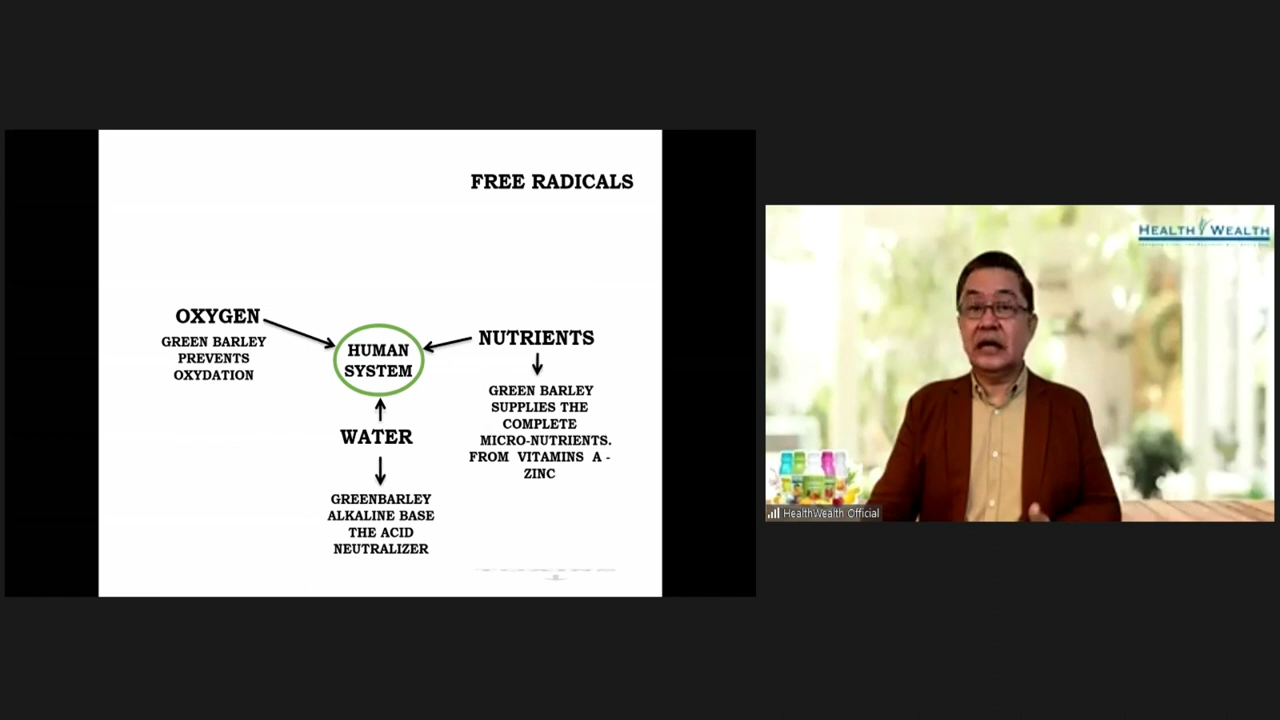 FREE RADICALS
OXYGEN
GREEN BARLEY
PREVENTS
OXYDATION
HUMAN
SYSTEM
NUTRIENTS
GREEN BARLEY
SUPPLIES THE
COMPLETE
MICRO-NUTRIENTS.
FROM VITAMINS A -
ZINC
WATER
GREENBARLEY
ALKALINE BASE
THE ACID
NEUTRALIZER
HEALTH WEALTH
HealthWealth Official